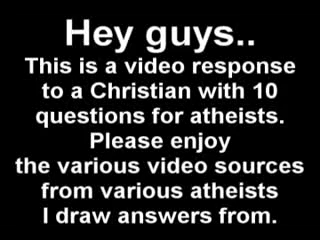 Hey guys..
This is a video response
to a Christian with 10
questions for atheists.
Please enjoy
the various video sources
from various atheists
I draw answers from.